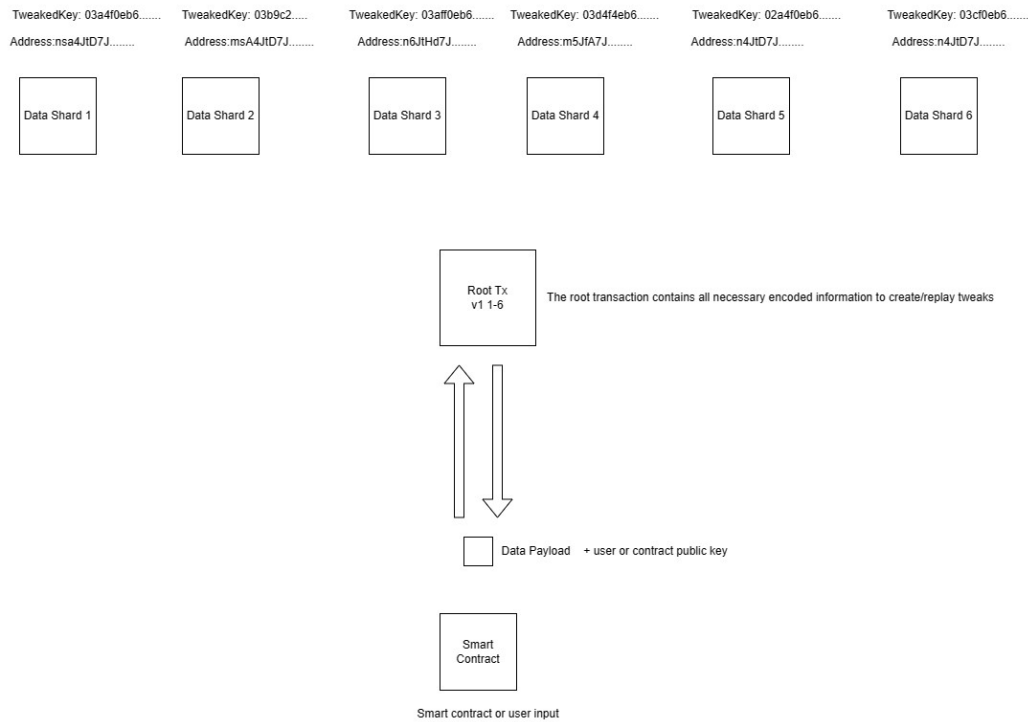 TweakedKey: 03a4f0eb6.......
TweakedKey: 03b9c2.....
TweakedKey: 03aff0eb6.......
TweakedKey: 03d4f4eb6.......
TweakedKey: 02a4f0eb6.......
TweakedKey: 03cf0eb6.......
Address:nsa4JtD7J........
Address:msA4JtD7J........
Address:n6JtHd7J........
Address:m5JfA7J........
Address:n4JtD7J........
Address:n4JtD7J........
Data Shard 1
Data Shard 2
Data Shard 3
Data Shard 4
Data Shard 5
Data Shard 6
Root Tx
v1 1-6
The root transaction contains all necessary encoded information to create/replay tweaks
Data Payload + user or contract public key
Smart
Contract
Smart contract or user input